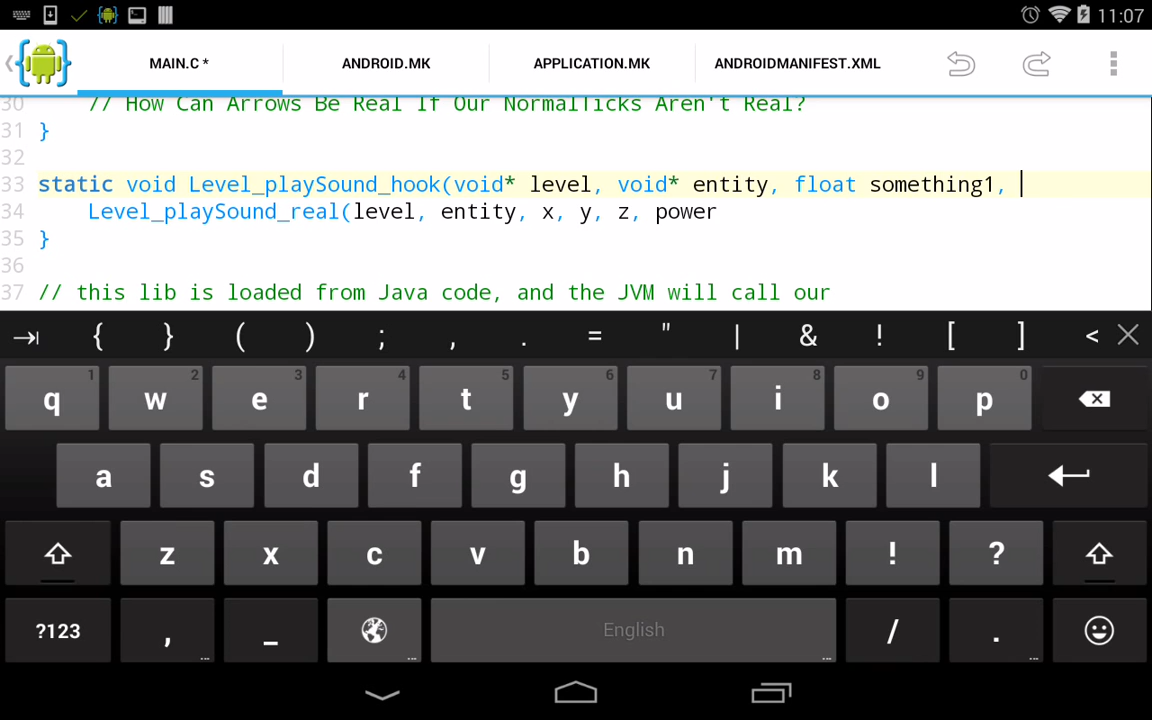 11:07
MAIN.C * ANDROID.MK APPLICATION.MK ANDROIDMANIFEST.XML
30 // How Can Arrows Be Real If Our NormalTicks Aren't Real?
31 }
32
33 static void Level_playSound_hook(void* level, void* entity, float something1,
34 Level_playSound_real(level, entity, x, y, z, power
35 }
36
37 // this lib is loaded from Java code, and the JVM will call our
{ } ( ) ; , . = " | & ! [ ] <
q 1 w 2 e 3 r 4 t 5 y 6 u 7 i 8 o 9 p 0
a s d f g h j k l
z x c v b n m ! ?
?123 , _ English / .